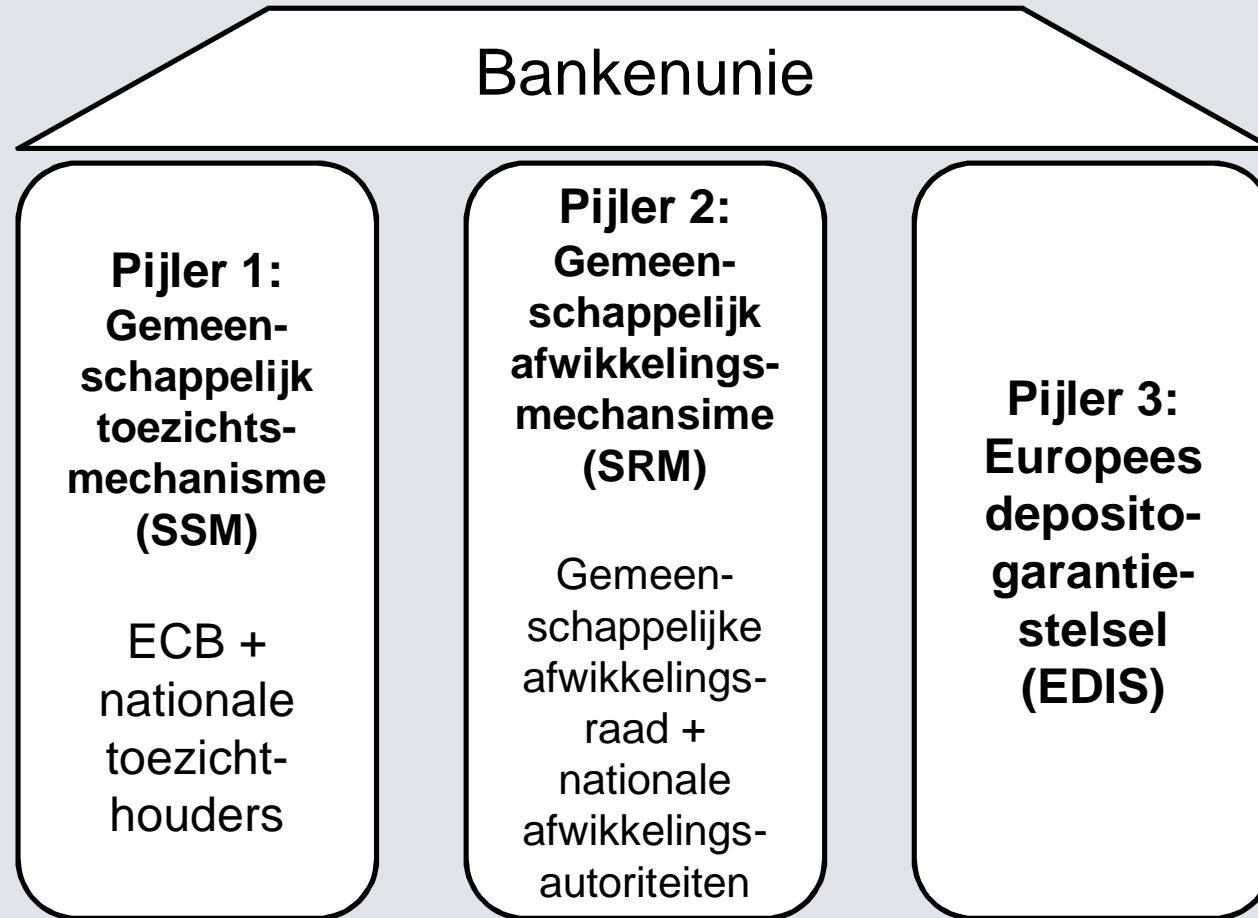 Bankenunie
Pijler 1:
Gemeen-
schappelijk
toezichts-
mechanisme
(SSM)
ECB +
nationale
toezicht-
houders
Pijler 2:
Gemeen-
schappelijk
afwikkelings-
mechansime
(SRM)
Gemeen-
schappelijke
afwikkelings-
raad +
nationale
afwikkelings-
autoriteiten
Pijler 3:
Europees
deposito-
garantie-
stelsel
(EDIS)